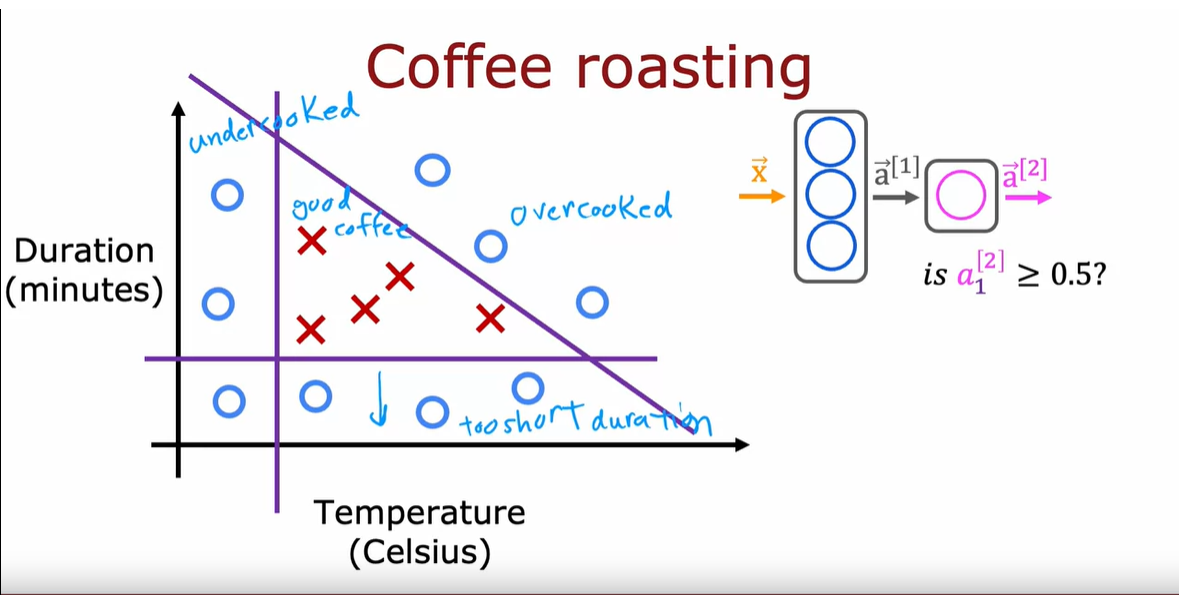 Coffee roasting
undercooked
good
coffee
overcooked
Duration
(minutes)
too short duration
Temperature
(Celsius)
x⃗
a⃗[1]
a⃗[2]
is a₁[2] ≥ 0.5?